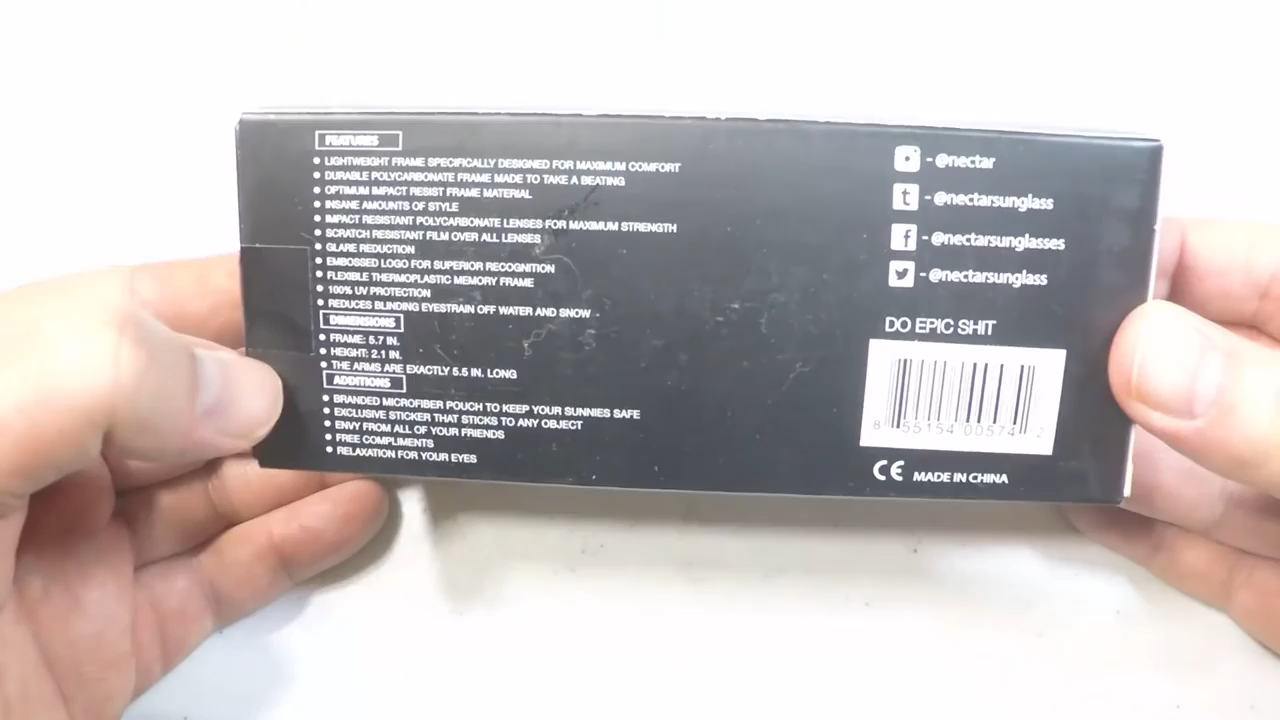 FEATURES
LIGHTWEIGHT FRAME SPECIFICALLY DESIGNED FOR MAXIMUM COMFORT
DURABLE POLYCARBONATE FRAME MADE TO TAKE A BEATING
OPTIMUM IMPACT RESIST FRAME MATERIAL
INSANE AMOUNTS OF STYLE
IMPACT RESISTANT POLYCARBONATE LENSES FOR MAXIMUM STRENGTH
SCRATCH RESISTANT FILM OVER ALL LENSES
GLARE REDUCTION
EMBOSSED LOGO FOR SUPERIOR RECOGNITION
FLEXIBLE THERMOPLASTIC MEMORY FRAME
100% UV PROTECTION
REDUCES BLINDING EYESTRAIN OFF WATER AND SNOW
DIMENSIONS
FRAME: 5.7 IN.
HEIGHT: 2.1 IN.
THE ARMS ARE EXACTLY 5.5 IN. LONG
ADDITIONS
BRANDED MICROFIBER POUCH TO KEEP YOUR SUNNIES SAFE
EXCLUSIVE STICKER THAT STICKS TO ANY OBJECT
ENVY FROM ALL OF YOUR FRIENDS
FREE COMPLIMENTS
RELAXATION FOR YOUR EYES
- @nectar
t - @nectarsunglass
f - @nectarsunglasses
- @nectarsunglass
DO EPIC SHIT
8 55154 00574 2
CE MADE IN CHINA